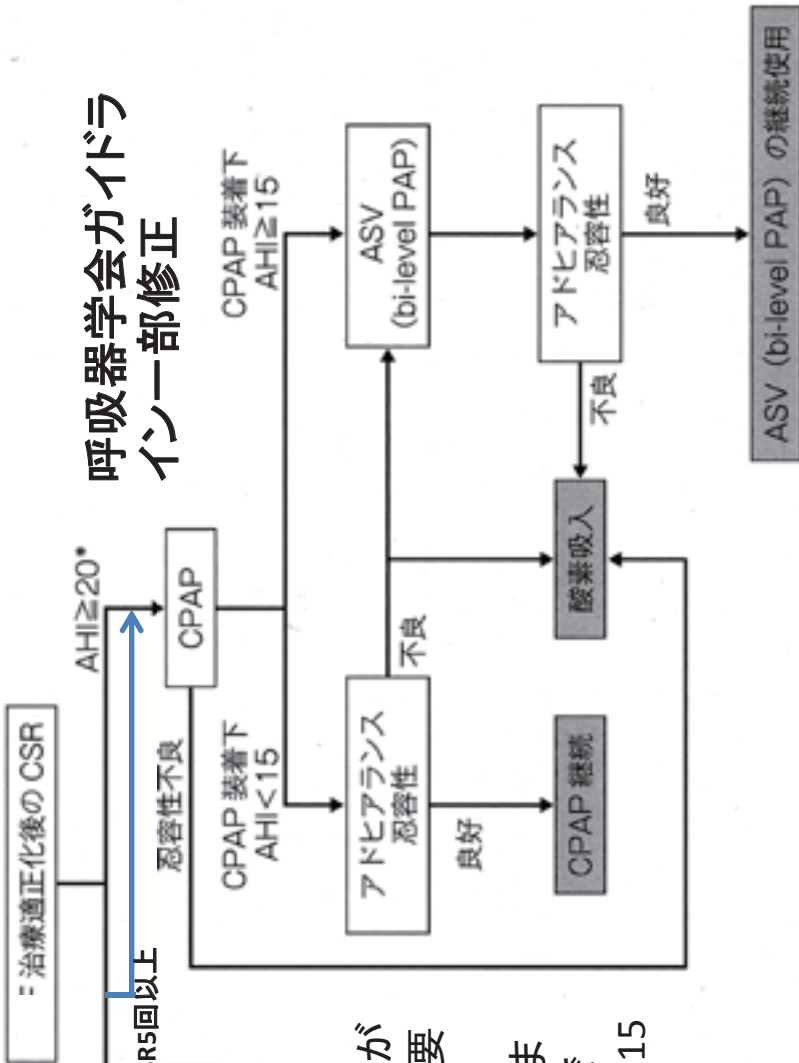 呼吸器学会ガイドラ
イン一部修正
治療適正化後の CSR
AHI≧20*
R5回以上
忍容性不良
CPAP
CPAP 装着下
AHI<15
CPAP 装着下
AHI≧15
アドヒアランス
忍容性
不良
良好
ASV
(bi-level PAP)
CPAP 継続
酸素吸入
アドヒアランス
忍容性
不良
良好
ASV (bi-level PAP) の継続使用
が
要
ま
15